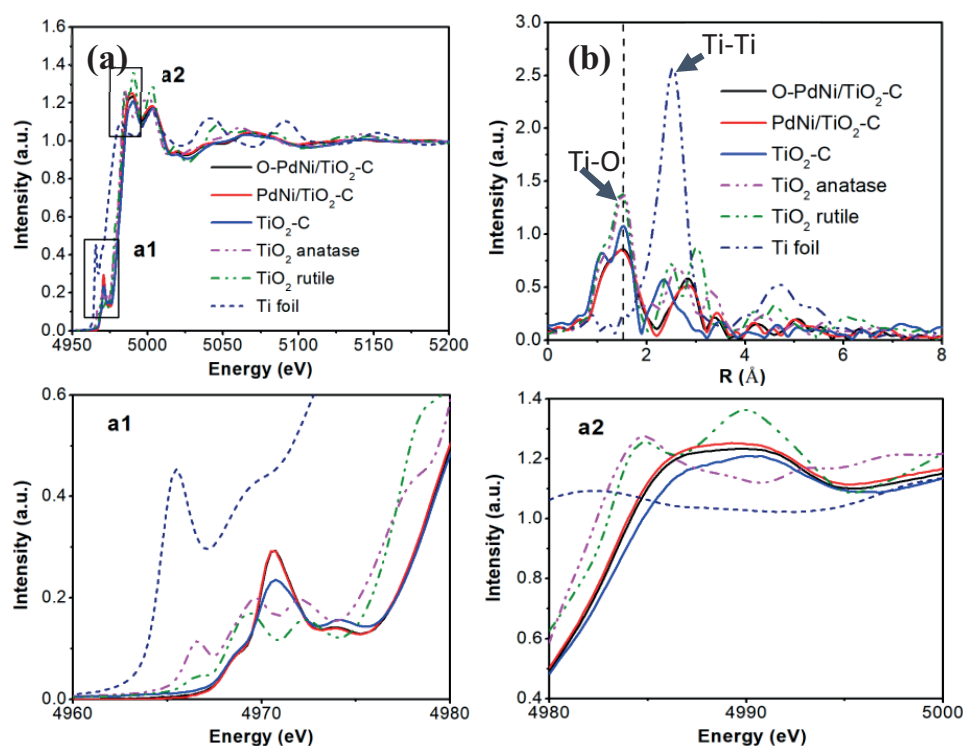 (a)
a2
a1
O-PdNi/TiO₂-C
PdNi/TiO₂-C
TiO₂-C
TiO₂ anatase
TiO₂ rutile
Ti foil
Intensity (a.u.)
1.6
1.4
1.2
1.0
0.8
0.6
0.4
0.2
0.0
4950 5000 5050 5100 5150 5200
Energy (eV)
(b)
Ti-Ti
Ti-O
O-PdNi/TiO₂-C
PdNi/TiO₂-C
TiO₂-C
TiO₂ anatase
TiO₂ rutile
Ti foil
Intensity (a.u.)
3.0
2.5
2.0
1.5
1.0
0.5
0.0
0 2 4 6 8
R (Å)
a1
Intensity (a.u.)
0.6
0.4
0.2
0.0
4960 4970 4980
Energy (eV)
a2
Intensity (a.u.)
1.4
1.2
1.0
0.8
0.6
0.4
4980 4990 5000
Energy (eV)